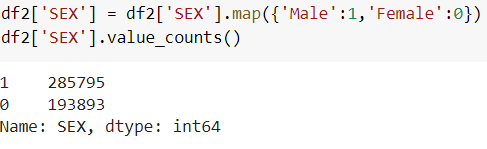 df2['SEX'] = df2['SEX'].map({'Male':1,'Female':0})
df2['SEX'].value_counts()
1    285795
0    193893
Name: SEX, dtype: int64